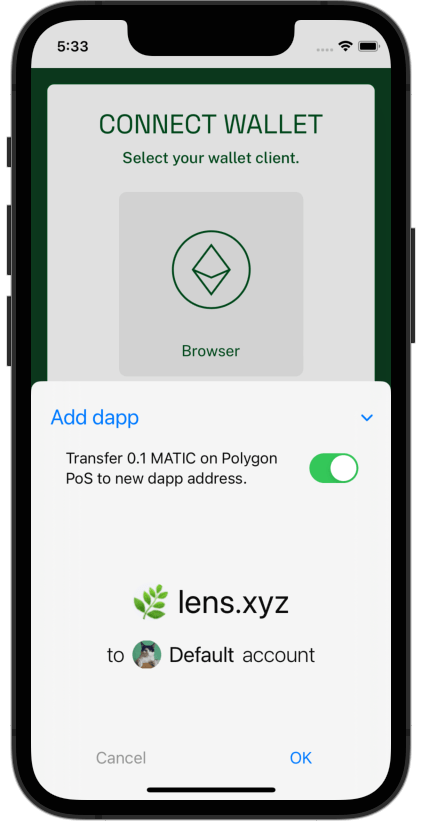 5:33
CONNECT WALLET
Select your wallet client.
Browser
Add dapp
Transfer 0.1 MATIC on Polygon
PoS to new dapp address.
lens.xyz
to Default account
Cancel OK